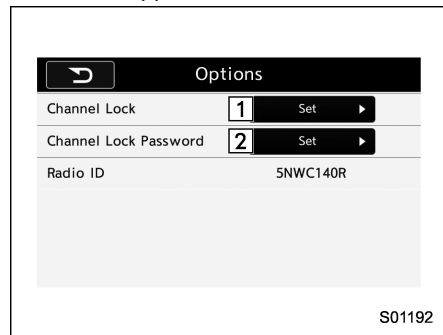 Options
Channel Lock 1 Set
Channel Lock Password 2 Set
Radio ID 5NWC140R
S01192